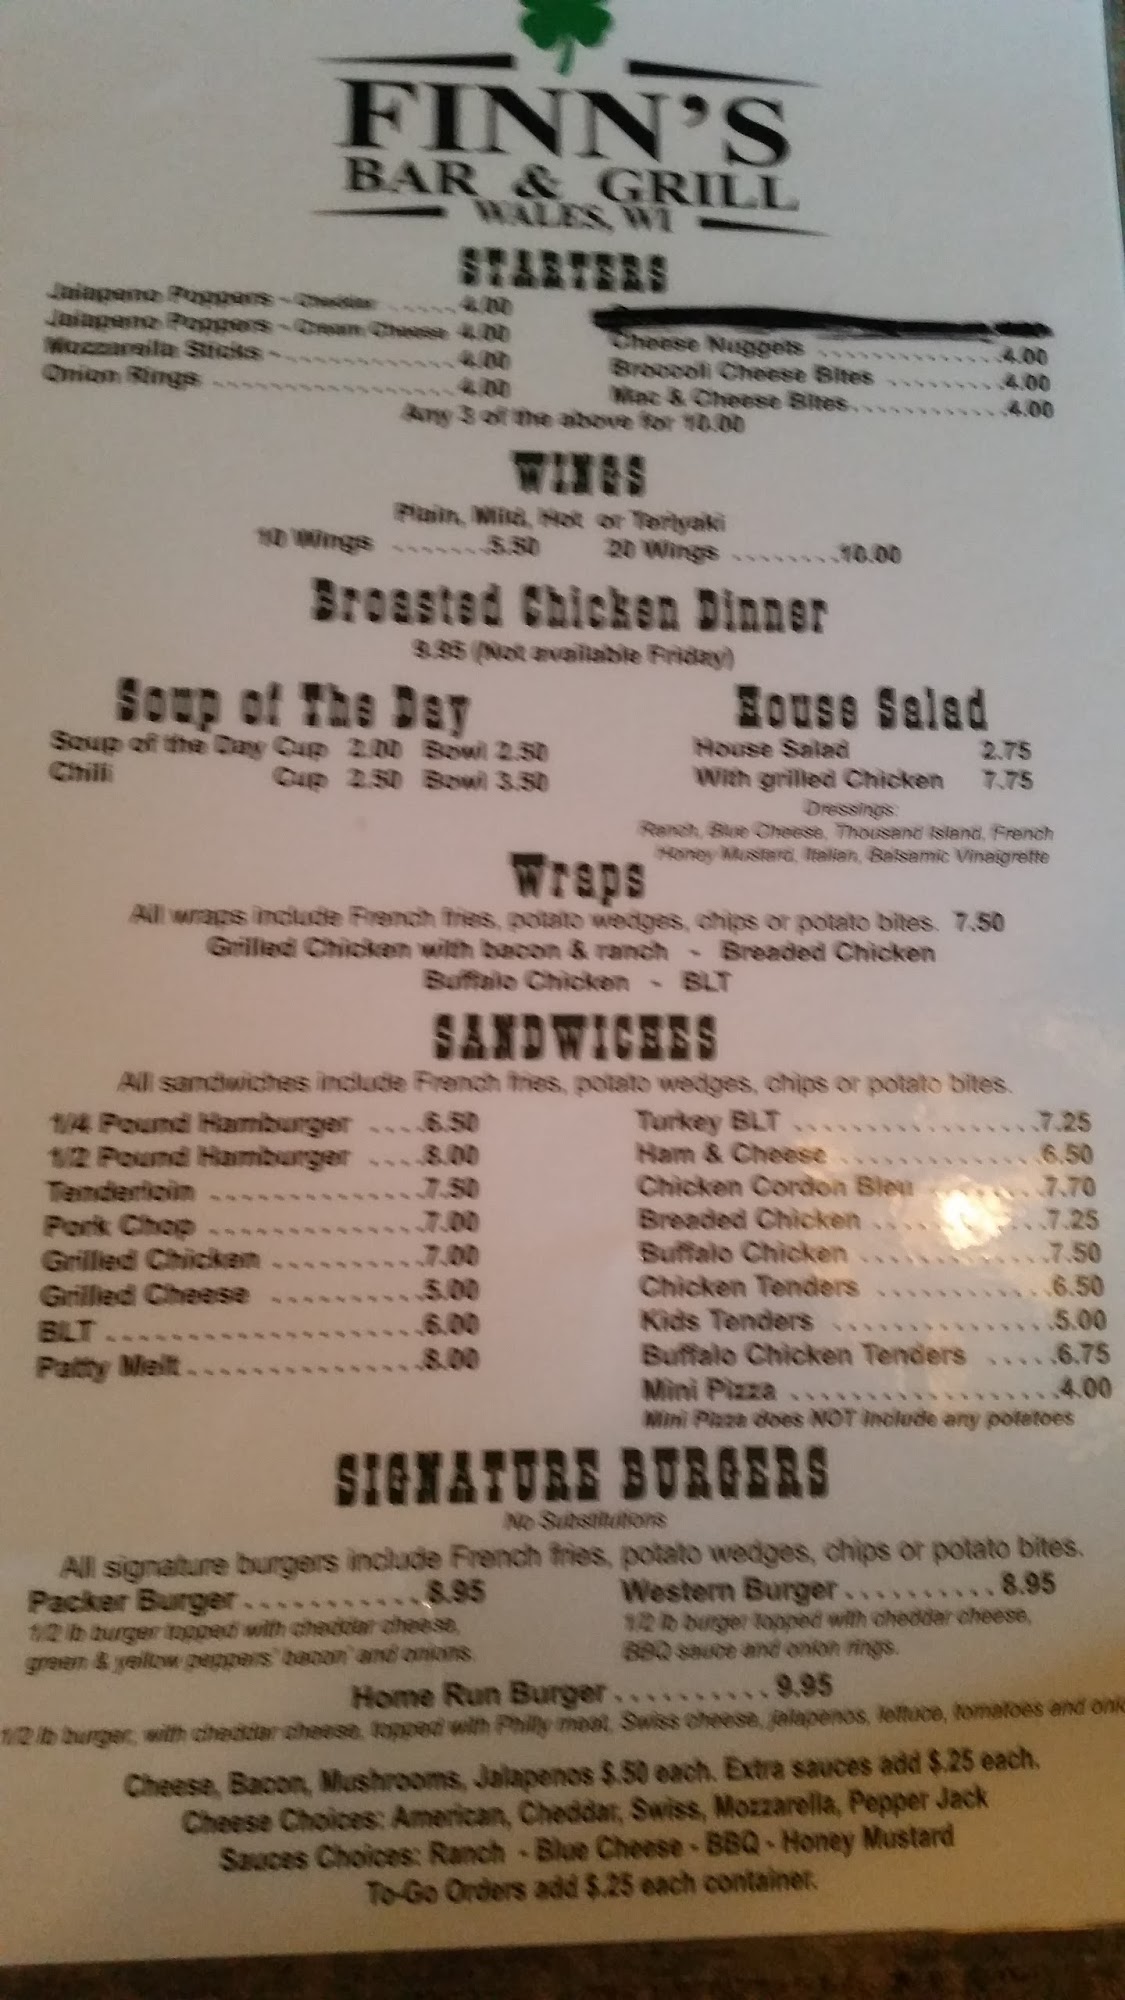 FINN'S
BAR & GRILL
WALES, WI
STARTERS
Jalapeno Poppers - Cheddar ......4.00
Jalapeno Poppers - Cream Cheese 4.00
Mozzarella Sticks -............4.00
Onion Rings ....................4.00
Cheese Nuggets ...............4.00
Broccoli Cheese Bites .........4.00
Mac & Cheese Bites............4.00
Any 3 of the above for 10.00
WINGS
Plain, Mild, Hot or Teriyaki
10 Wings .......5.50 20 Wings ........10.00
Broasted Chicken Dinner
9.95 (Not available Friday)
Soup of The Day
Soup of the Day Cup 2.00 Bowl 2.50
Chili Cup 2.50 Bowl 3.50
House Salad
House Salad 2.75
With grilled Chicken 7.75
Dressings:
Ranch, Blue Cheese, Thousand Island, French
Honey Mustard, Italian, Balsamic Vinaigrette
Wraps
All wraps include French fries, potato wedges, chips or potato bites. 7.50
Grilled Chicken with bacon & ranch - Breaded Chicken
Buffalo Chicken - BLT
SANDWICHES
All sandwiches include French fries, potato wedges, chips or potato bites.
1/4 Pound Hamburger ....6.50
1/2 Pound Hamburger ....8.00
Tenderloin ..............7.50
Pork Chop ..............7.00
Grilled Chicken ..........7.00
Grilled Cheese ..........5.00
BLT.....................6.00
Patty Melt................8.00
Turkey BLT .................7.25
Ham & Cheese ..............6.50
Chicken Cordon Bleu ........7.70
Breaded Chicken ............7.25
Buffalo Chicken .............7.50
Chicken Tenders ............6.50
Kids Tenders ...............5.00
Buffalo Chicken Tenders .....6.75
Mini Pizza ..................4.00
Mini Pizza does NOT include any potatoes
SIGNATURE BURGERS
No Substitutions
All signature burgers include French fries, potato wedges, chips or potato bites.
Packer Burger............8.95
1/2 lb burger topped with cheddar cheese,
green & yellow peppers' bacon' and onions.
Western Burger..........8.95
1/2 lb burger topped with cheddar cheese,
BBQ sauce and onion rings.
Home Run Burger..........9.95
1/2 lb burger, with cheddar cheese, topped with Philly meat, Swiss cheese, jalapenos, lettuce, tomatoes and
Cheese, Bacon, Mushrooms, Jalapenos $.50 each. Extra sauces add $.25 each.
Cheese Choices: American, Cheddar, Swiss, Mozzarella, Pepper Jack
Sauces Choices: Ranch - Blue Cheese - BBQ - Honey Mustard
To-Go Orders add $.25 each container.